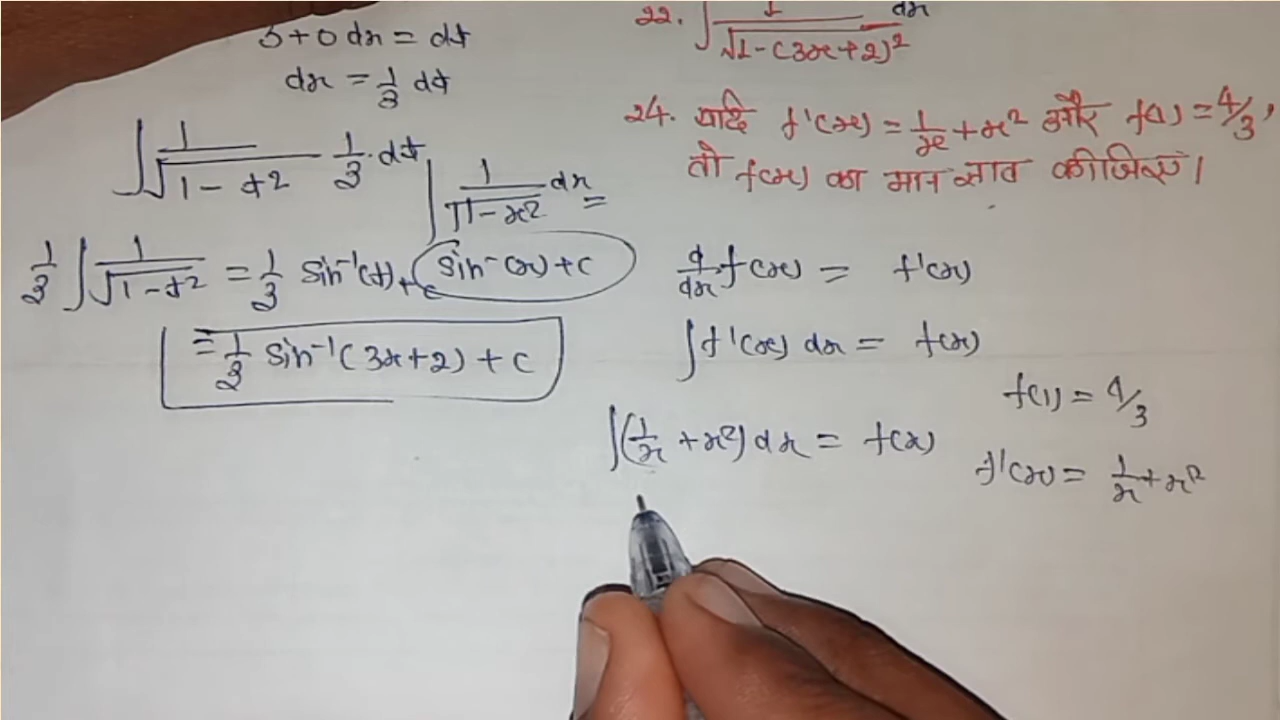 3+0 dx = dt
dx = 1/3 dt
∫ 1/√(1-t²) 1/3 . dt
∫ 1/√(1-x²) dx =
1/3 ∫ 1/√(1-t²) = 1/3 sin⁻¹(t)+c
sin⁻(x)+c
= 1/3 sin⁻¹(3x+2)+c
22. ∫ 1/√(1-(3x+2)²) dx
24. यदि f'(x) = 1/x + x² और f(1) = 4/3,
तो f(x) का मान ज्ञात कीजिए।
d/dx f(x) = f'(x)
∫ f'(x) dx = f(x)
f(1) = 4/3
∫(1/x + x²) dx = f(x)
f'(x) = 1/x + x²